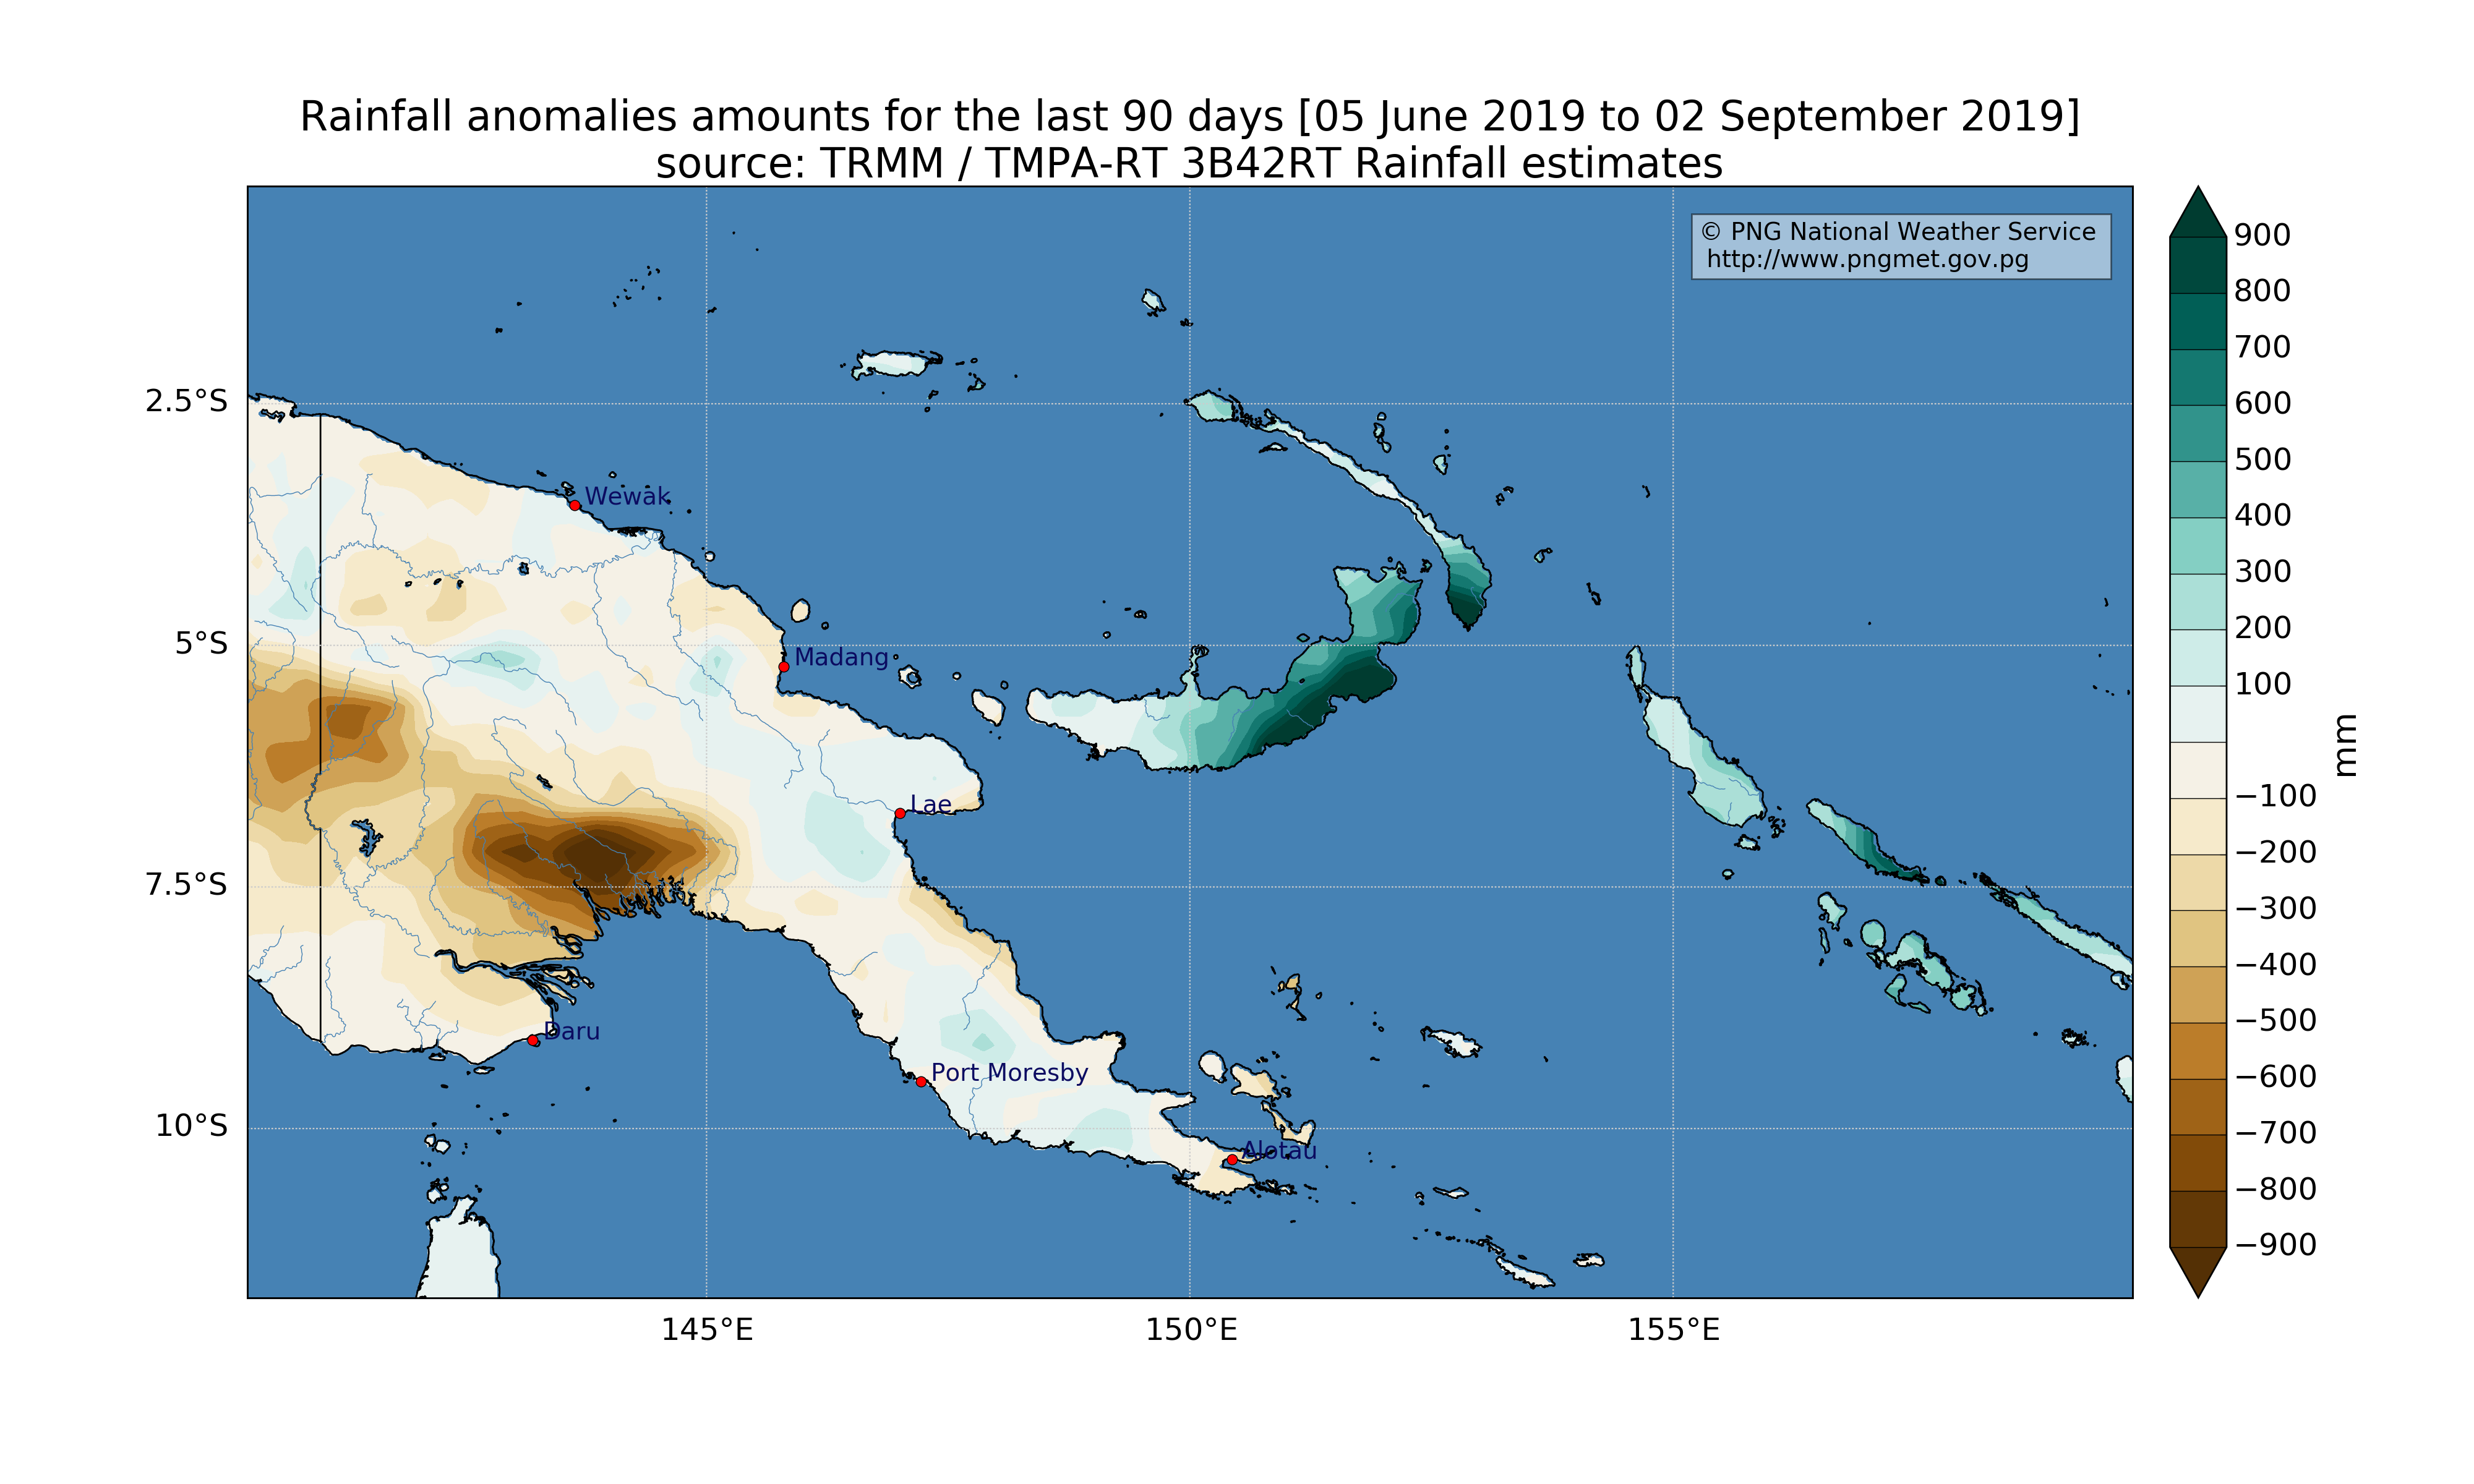 Rainfall anomalies amounts for the last 90 days [05 June 2019 to 02 September 2019]
source: TRMM / TMPA-RT 3B42RT Rainfall estimates
© PNG National Weather Service
http://www.pngmet.gov.pg
2.5°S
5°S
7.5°S
10°S
Wewak
Madang
Lae
Daru
Port Moresby
Alotau
145°E
150°E
155°E
900
800
700
600
500
400
300
200
100
−100
−200
−300
−400
−500
−600
−700
−800
−900
mm